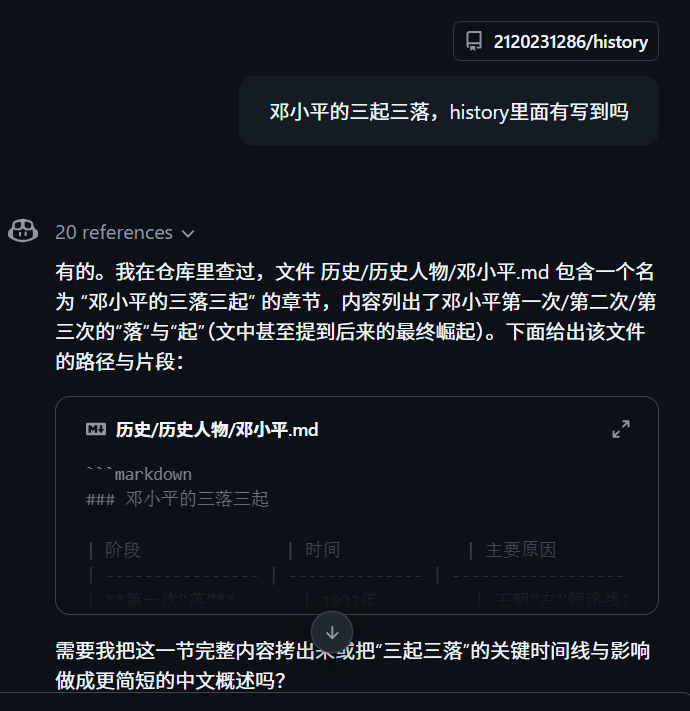 2120231286/history
邓小平的三起三落，history里面有写到吗
20 references
有的。我在仓库里查过，文件 历史/历史人物/邓小平.md 包含一个名
为 “邓小平的三落三起” 的章节，内容列出了邓小平第一次/第二次/第
三次的“落”与“起”（文中甚至提到后来的最终崛起）。下面给出该文件
的路径与片段：
历史/历史人物/邓小平.md
```markdown
### 邓小平的三落三起
| 阶段 | 时间 | 主要原因
| ---------------- | -------------- | ------------------
| **第一次“落”** | 1933年 | 王明“左”倾路线
需要我把这一节完整内容拷出来或把“三起三落”的关键时间线与影响
做成更简短的中文概述吗？